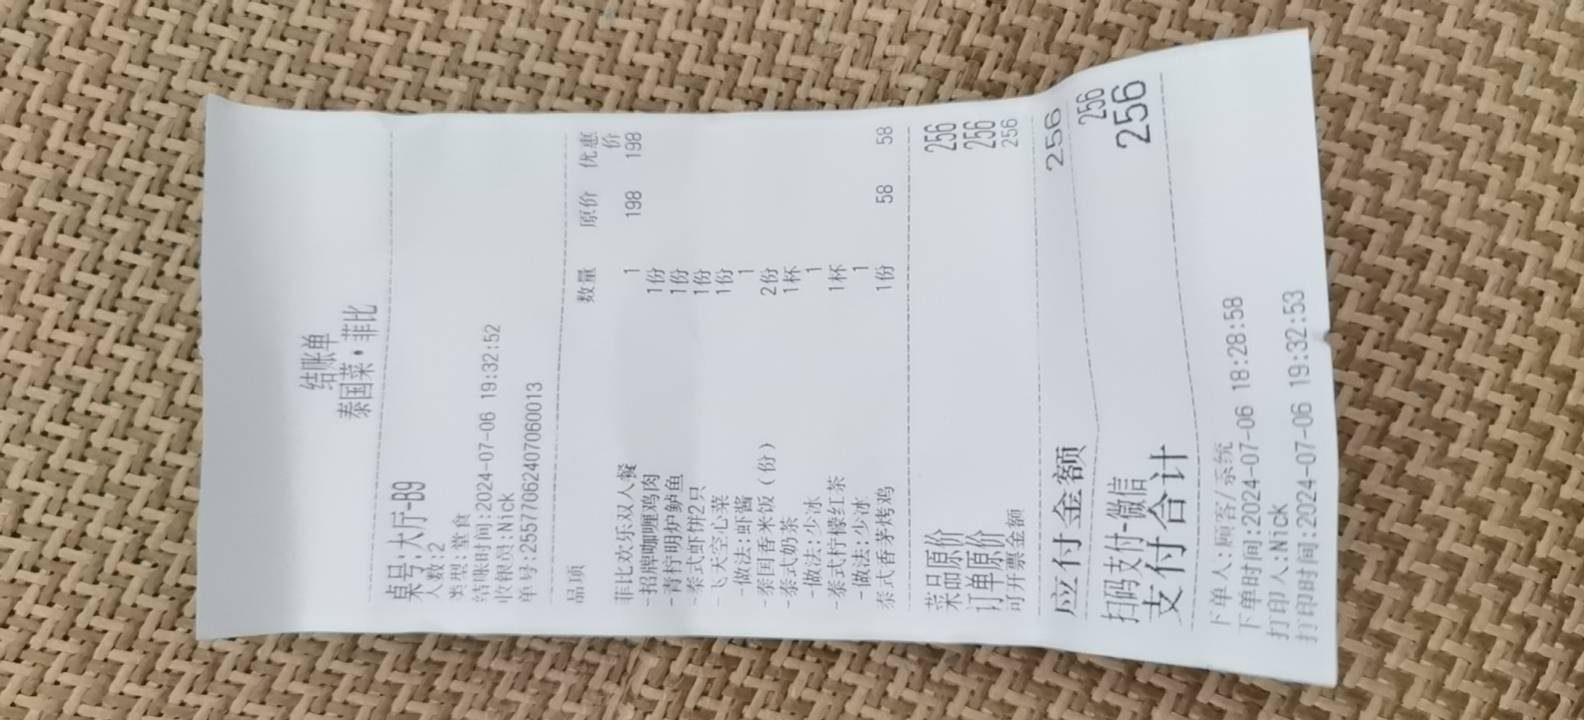 结账单
泰国菜·菲比
桌号:大厅-B9
人数:2
类型:堂食
结账时间:2024-07-06 19:32:52
收银员:Nick
单号:25577062407060013
品项 数量 原价 优惠价
菲比欢乐双人餐 1 198 198
-招牌咖喱鸡肉 1份
-青柠明炉鲈鱼 1份
-泰式虾饼2只 1份
-飞天空心菜 1份
-做法:虾酱 1
-泰国香米饭(份) 2份
-泰式奶茶 1杯
-做法:少冰 1
-泰式柠檬红茶 1杯
-做法:少冰 1
泰式香茅烤鸡 1份 58 58
菜品原价 256
订单原价 256
可开票金额 256
应付金额 256
扫码支付-微信 256
支付合计 256
下单人:顾客/系统
下单时间:2024-07-06 18:28:58
打印人:Nick
打印时间:2024-07-06 19:32:53